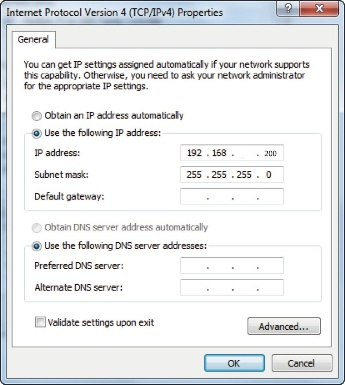 Internet Protocol Version 4 (TCP/IPv4) Properties
General
You can get IP settings assigned automatically if your network supports
this capability. Otherwise, you need to ask your network administrator
for the appropriate IP settings.
Obtain an IP address automatically
Use the following IP address:
IP address: 192 . 168 . . 200
Subnet mask: 255 . 255 . 255 . 0
Default gateway: . . .
Obtain DNS server address automatically
Use the following DNS server addresses:
Preferred DNS server: . . .
Alternate DNS server: . . .
Validate settings upon exit
Advanced...
OK Cancel